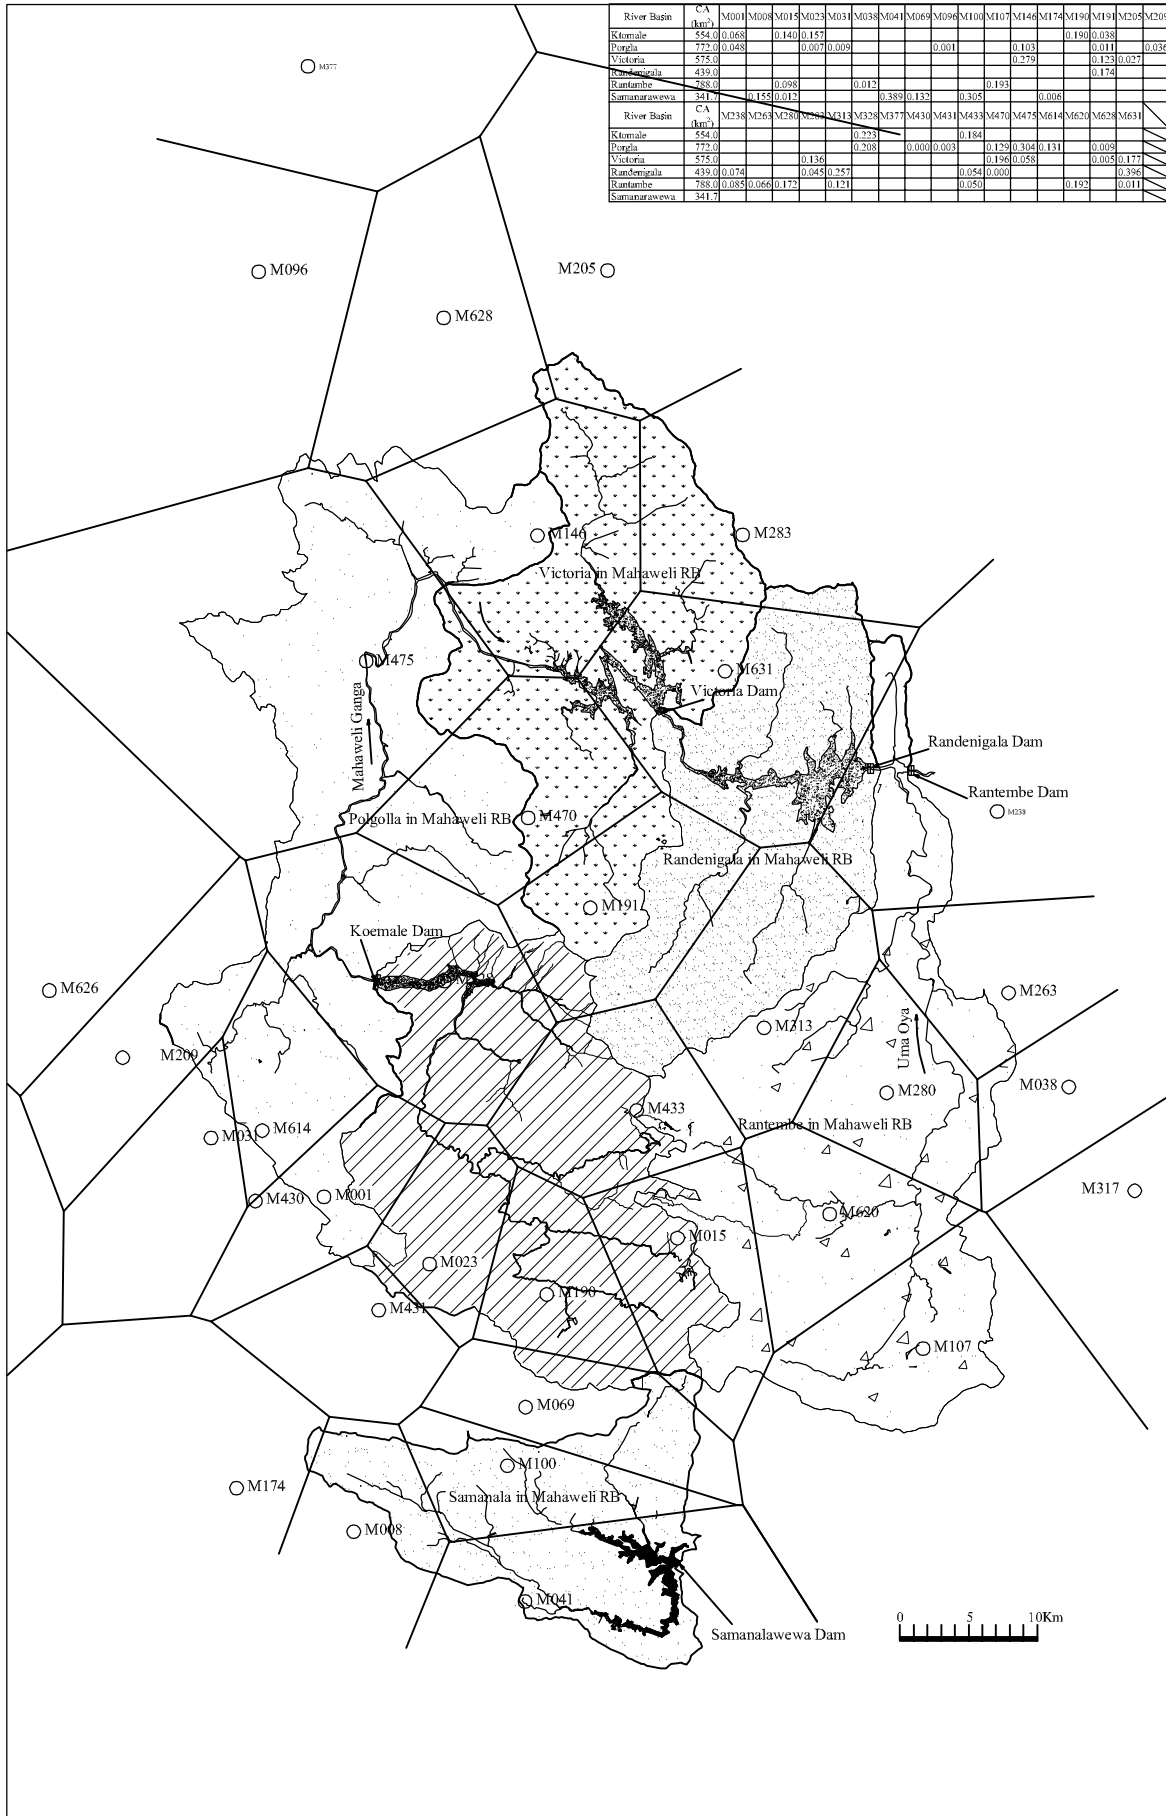 River Basin CA (km²) M001 M008 M015 M023 M031 M038 M041 M069 M096 M100 M107 M146 M174 M190 M191 M205 M209
Ktomale 554.0 0.068 0.140 0.157 0.190 0.038
Porgla 772.0 0.048 0.007 0.009 0.001 0.103 0.011 0.036
Victoria 575.0 0.279 0.123 0.027
Randenigala 439.0 0.174
Rantambe 788.0 0.098 0.012 0.193
Samanarawewa 341.7 0.155 0.012 0.389 0.132 0.305 0.006
River Basin CA (km²) M238 M263 M280 M283 M313 M328 M377 M430 M431 M433 M470 M475 M614 M620 M628 M631
Ktomale 554.0 0.223 0.184
Porgla 772.0 0.208 0.000 0.003 0.129 0.304 0.131 0.009
Victoria 575.0 0.136 0.196 0.058 0.005 0.177
Randenigala 439.0 0.074 0.045 0.257 0.054 0.000 0.396
Rantambe 788.0 0.085 0.066 0.172 0.121 0.050 0.192 0.011
Samanarawewa 341.7
M377
M096
M205
M628
M146
M283
Victoria in Mahaweli RB
M475
M631
Victoria Dam
Mahaweli Ganga
Randenigala Dam
Rantembe Dam
M238
Polgolla in Mahaweli RB
M470
Randenigala in Mahaweli RB
M191
Koemale Dam
M626
M263
M313
Uma Oya
M209
M280
M038
M433
M031
M614
Rantembe in Mahaweli RB
M430
M001
M317
M620
M015
M023
M190
M431
M107
M069
M100
M174
Samanala in Mahaweli RB
M008
M041
Samanalawewa Dam
0 5 10Km